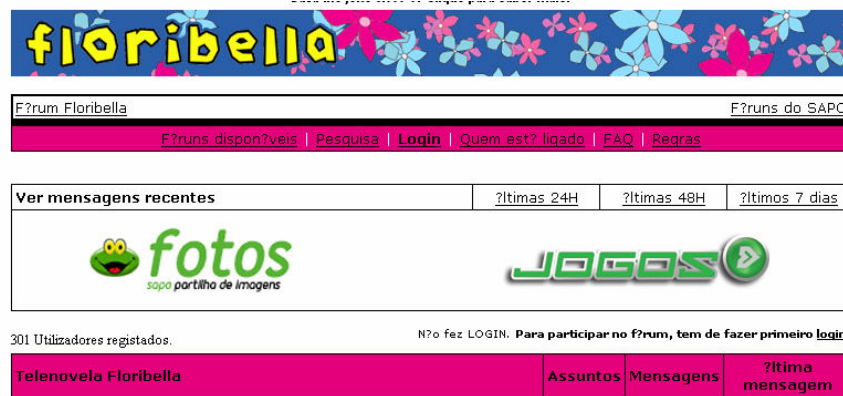 floribella
F?rum Floribella F?runs do SAPO
F?runs dispon?veis | Pesquisa | Login | Quem est? ligado | FAQ | Regras
Ver mensagens recentes ?ltimas 24H ?ltimas 48H ?ltimos 7 dias
fotos
sapo partilha de imagens
JOGOS
301 Utilizadores registados. N?o fez LOGIN. Para participar no f?rum, tem de fazer primeiro login
Telenovela Floribella Assuntos Mensagens ?ltima
mensagem